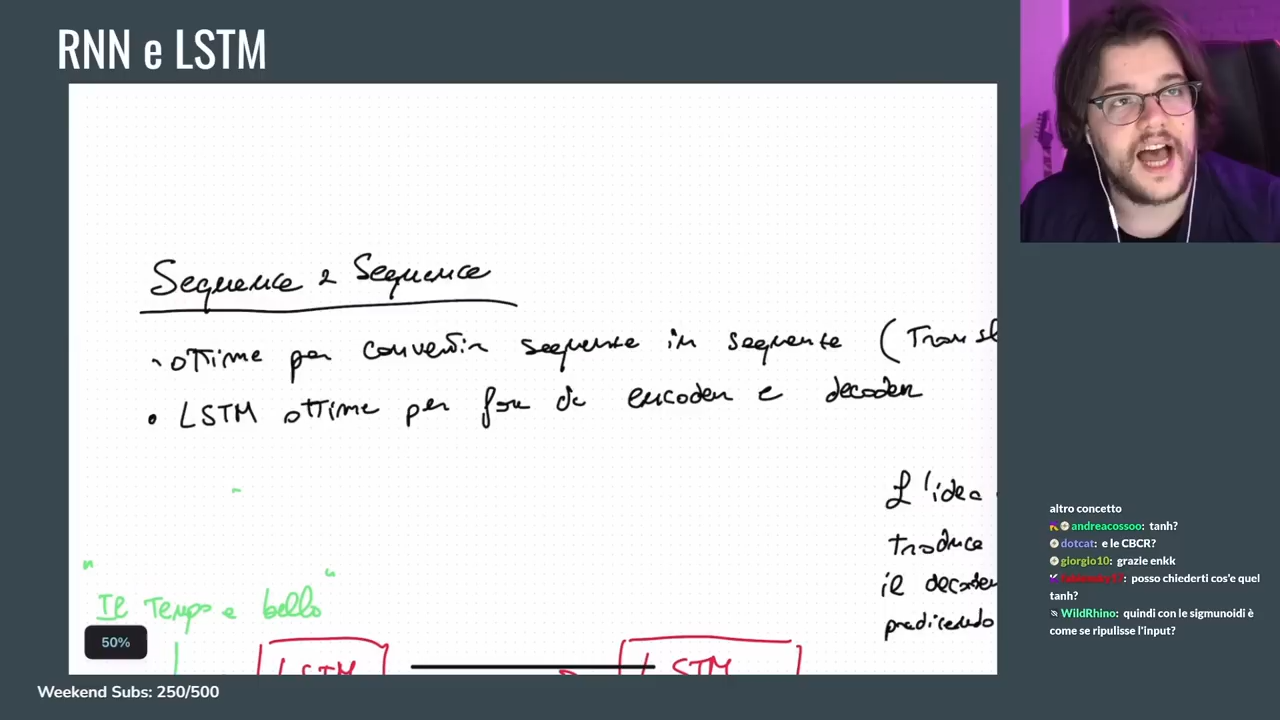 RNN e LSTM
Sequence 2 Sequence
• ottime per convertir sequenze in sequenze (Transl
• LSTM ottime per fare da encoder e decoder
L'idea
traduce
il decoder
predicendo
" Il Tempo e bello "
50%
LSTM
LSTM
altro concetto
andreacossoo: tanh?
dotcat: e le CBCR?
giorgio10: grazie enkk
posso chiederti cos'e quel
tanh?
WildRhino: quindi con le sigmunoidi è
come se ripulisse l'input?
Weekend Subs: 250/500